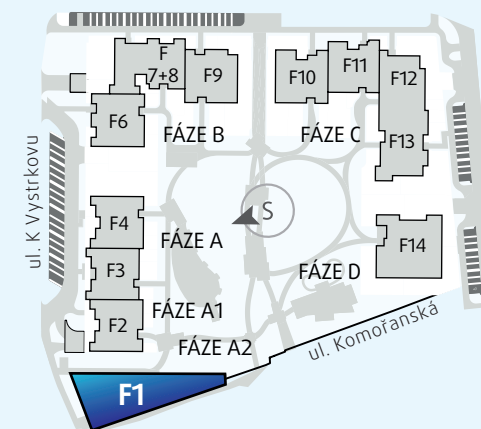 F
7+8
F9
F10
F11
F12
F6
FÁZE B
FÁZE C
F13
ul. K Vystrkovu
F4
FÁZE A
S
F14
F3
FÁZE D
FÁZE A1
F2
FÁZE A2
ul. Komořanská
F1